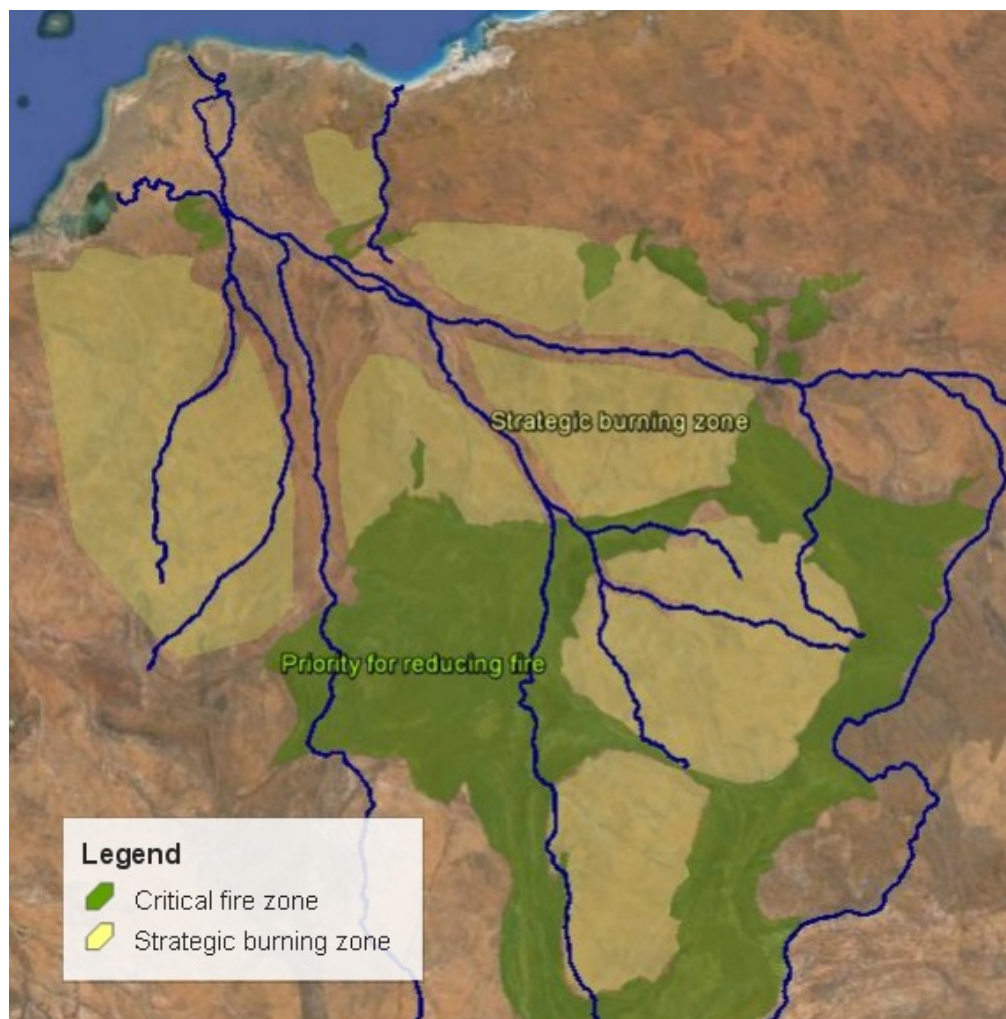 Strategic burning zone
Priority for reducing fire
Legend
Critical fire zone
Strategic burning zone